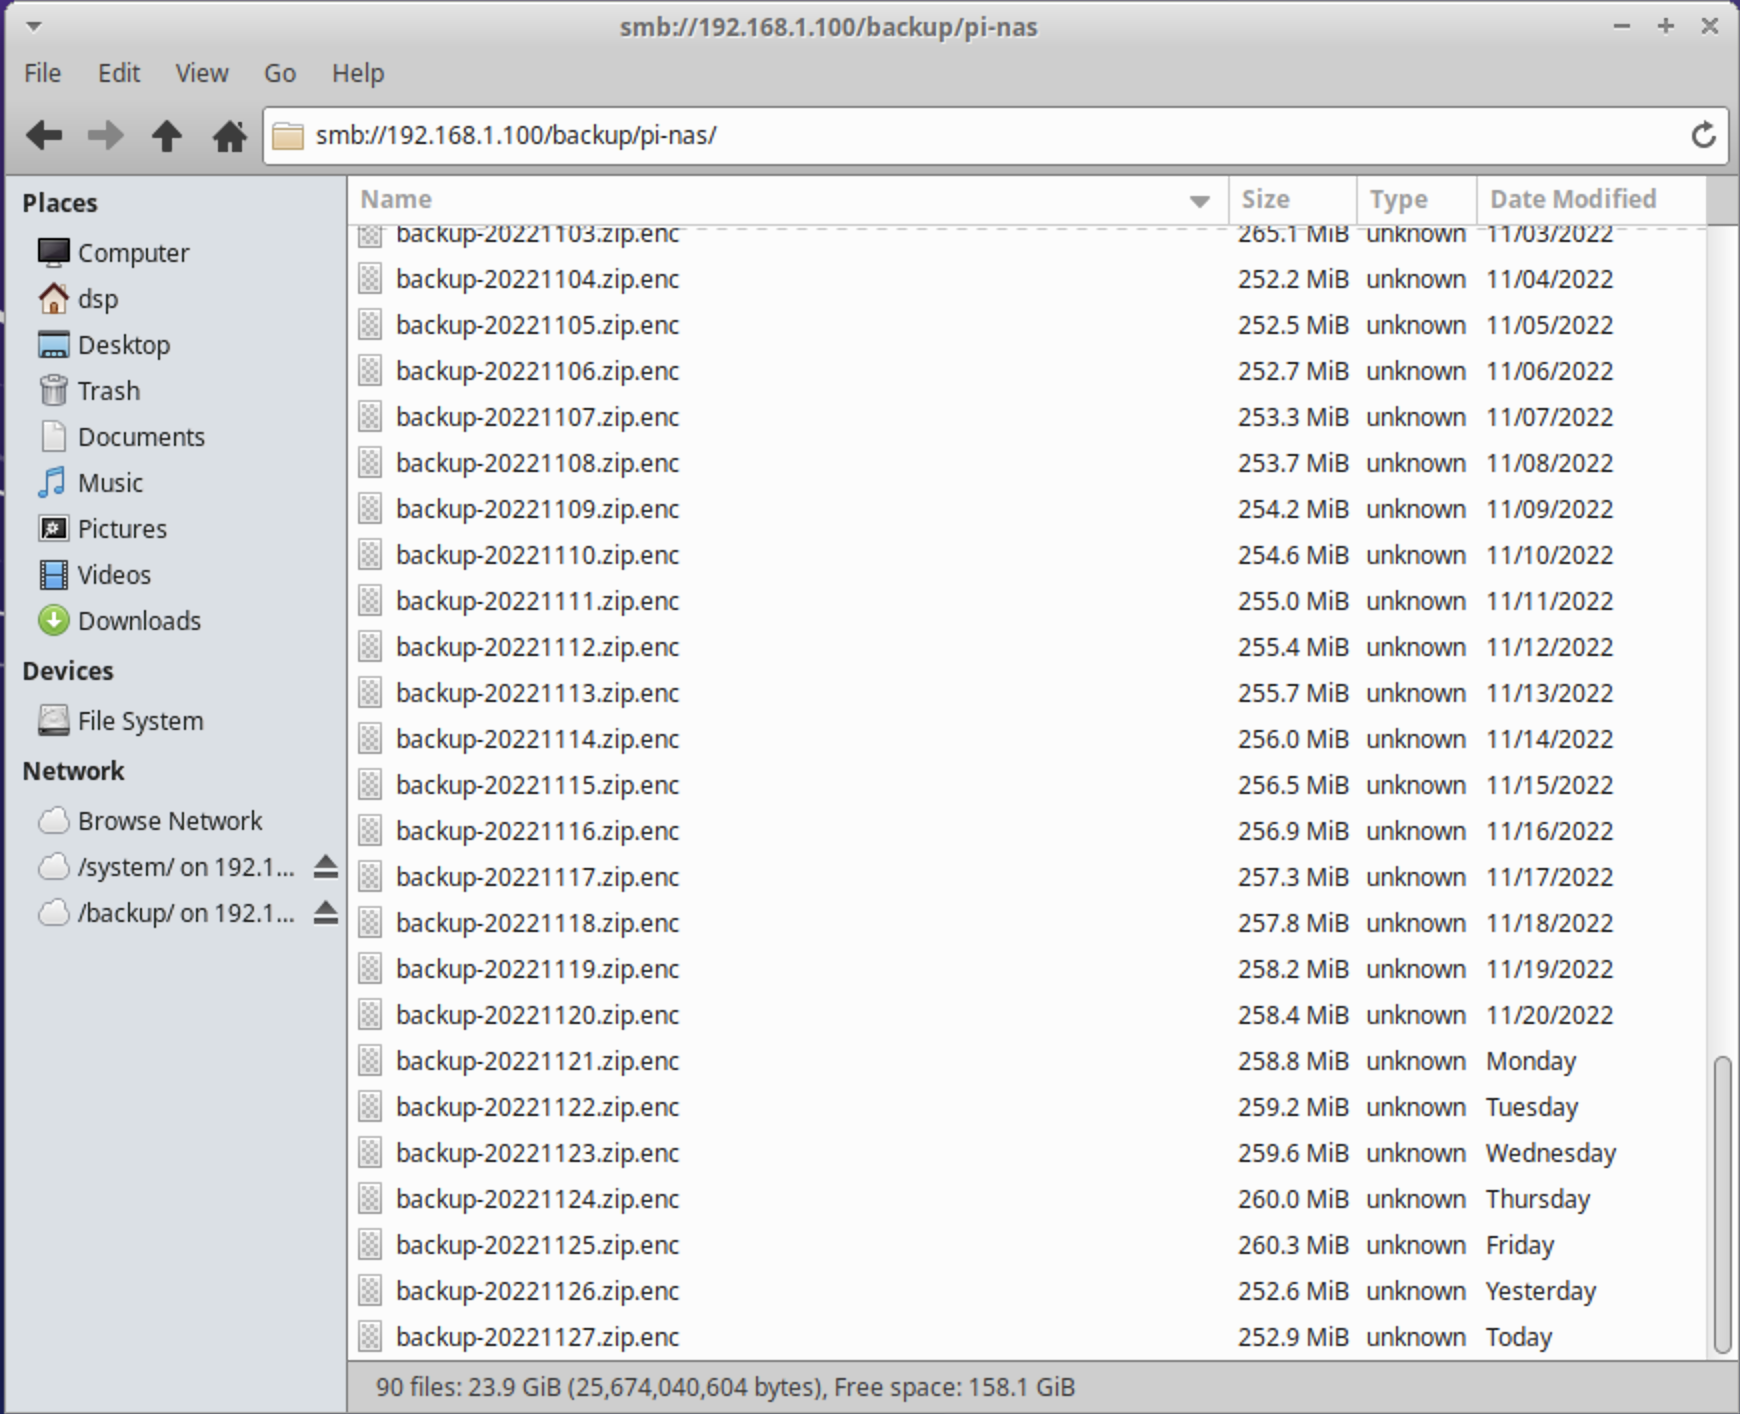 smb://192.168.1.100/backup/pi-nas
File Edit View Go Help
smb://192.168.1.100/backup/pi-nas/
Places
Computer
dsp
Desktop
Trash
Documents
Music
Pictures
Videos
Downloads
Devices
File System
Network
Browse Network
/system/ on 192.1...
/backup/ on 192.1...
Name Size Type Date Modified
backup-20221103.zip.enc 265.1 MiB unknown 11/03/2022
backup-20221104.zip.enc 252.2 MiB unknown 11/04/2022
backup-20221105.zip.enc 252.5 MiB unknown 11/05/2022
backup-20221106.zip.enc 252.7 MiB unknown 11/06/2022
backup-20221107.zip.enc 253.3 MiB unknown 11/07/2022
backup-20221108.zip.enc 253.7 MiB unknown 11/08/2022
backup-20221109.zip.enc 254.2 MiB unknown 11/09/2022
backup-20221110.zip.enc 254.6 MiB unknown 11/10/2022
backup-20221111.zip.enc 255.0 MiB unknown 11/11/2022
backup-20221112.zip.enc 255.4 MiB unknown 11/12/2022
backup-20221113.zip.enc 255.7 MiB unknown 11/13/2022
backup-20221114.zip.enc 256.0 MiB unknown 11/14/2022
backup-20221115.zip.enc 256.5 MiB unknown 11/15/2022
backup-20221116.zip.enc 256.9 MiB unknown 11/16/2022
backup-20221117.zip.enc 257.3 MiB unknown 11/17/2022
backup-20221118.zip.enc 257.8 MiB unknown 11/18/2022
backup-20221119.zip.enc 258.2 MiB unknown 11/19/2022
backup-20221120.zip.enc 258.4 MiB unknown 11/20/2022
backup-20221121.zip.enc 258.8 MiB unknown Monday
backup-20221122.zip.enc 259.2 MiB unknown Tuesday
backup-20221123.zip.enc 259.6 MiB unknown Wednesday
backup-20221124.zip.enc 260.0 MiB unknown Thursday
backup-20221125.zip.enc 260.3 MiB unknown Friday
backup-20221126.zip.enc 252.6 MiB unknown Yesterday
backup-20221127.zip.enc 252.9 MiB unknown Today
90 files: 23.9 GiB (25,674,040,604 bytes), Free space: 158.1 GiB